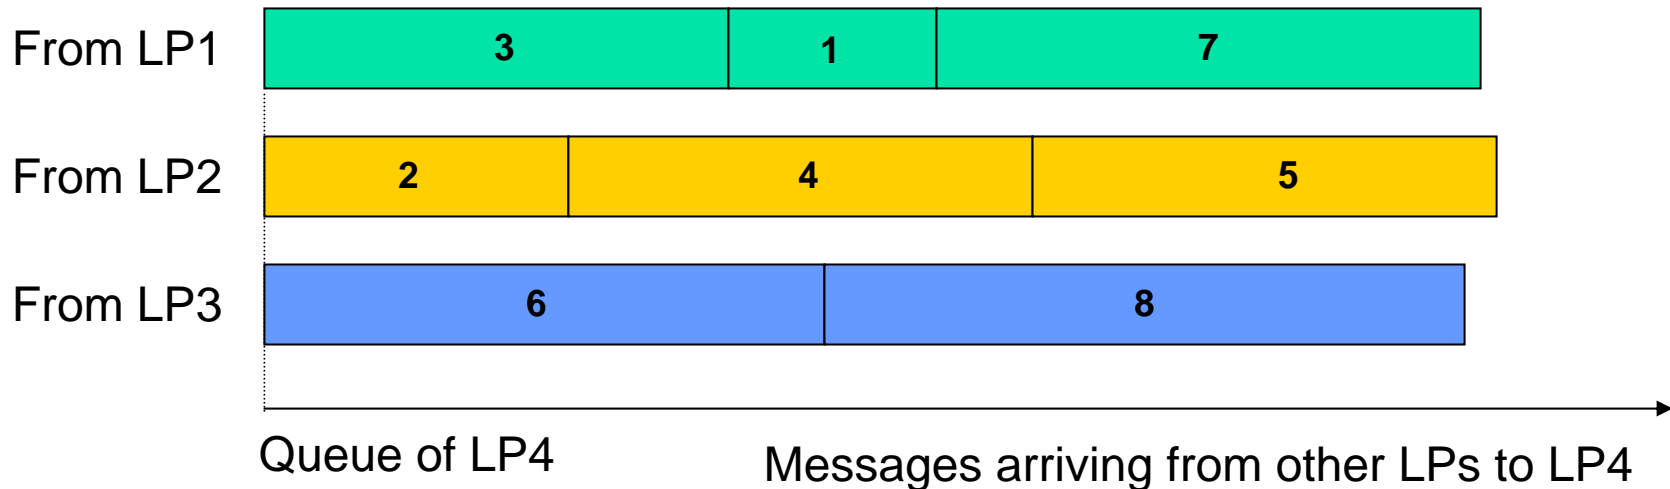 From LP1 3 1 7
From LP2 2 4 5
From LP3 6 8
Queue of LP4
Messages arriving from other LPs to LP4